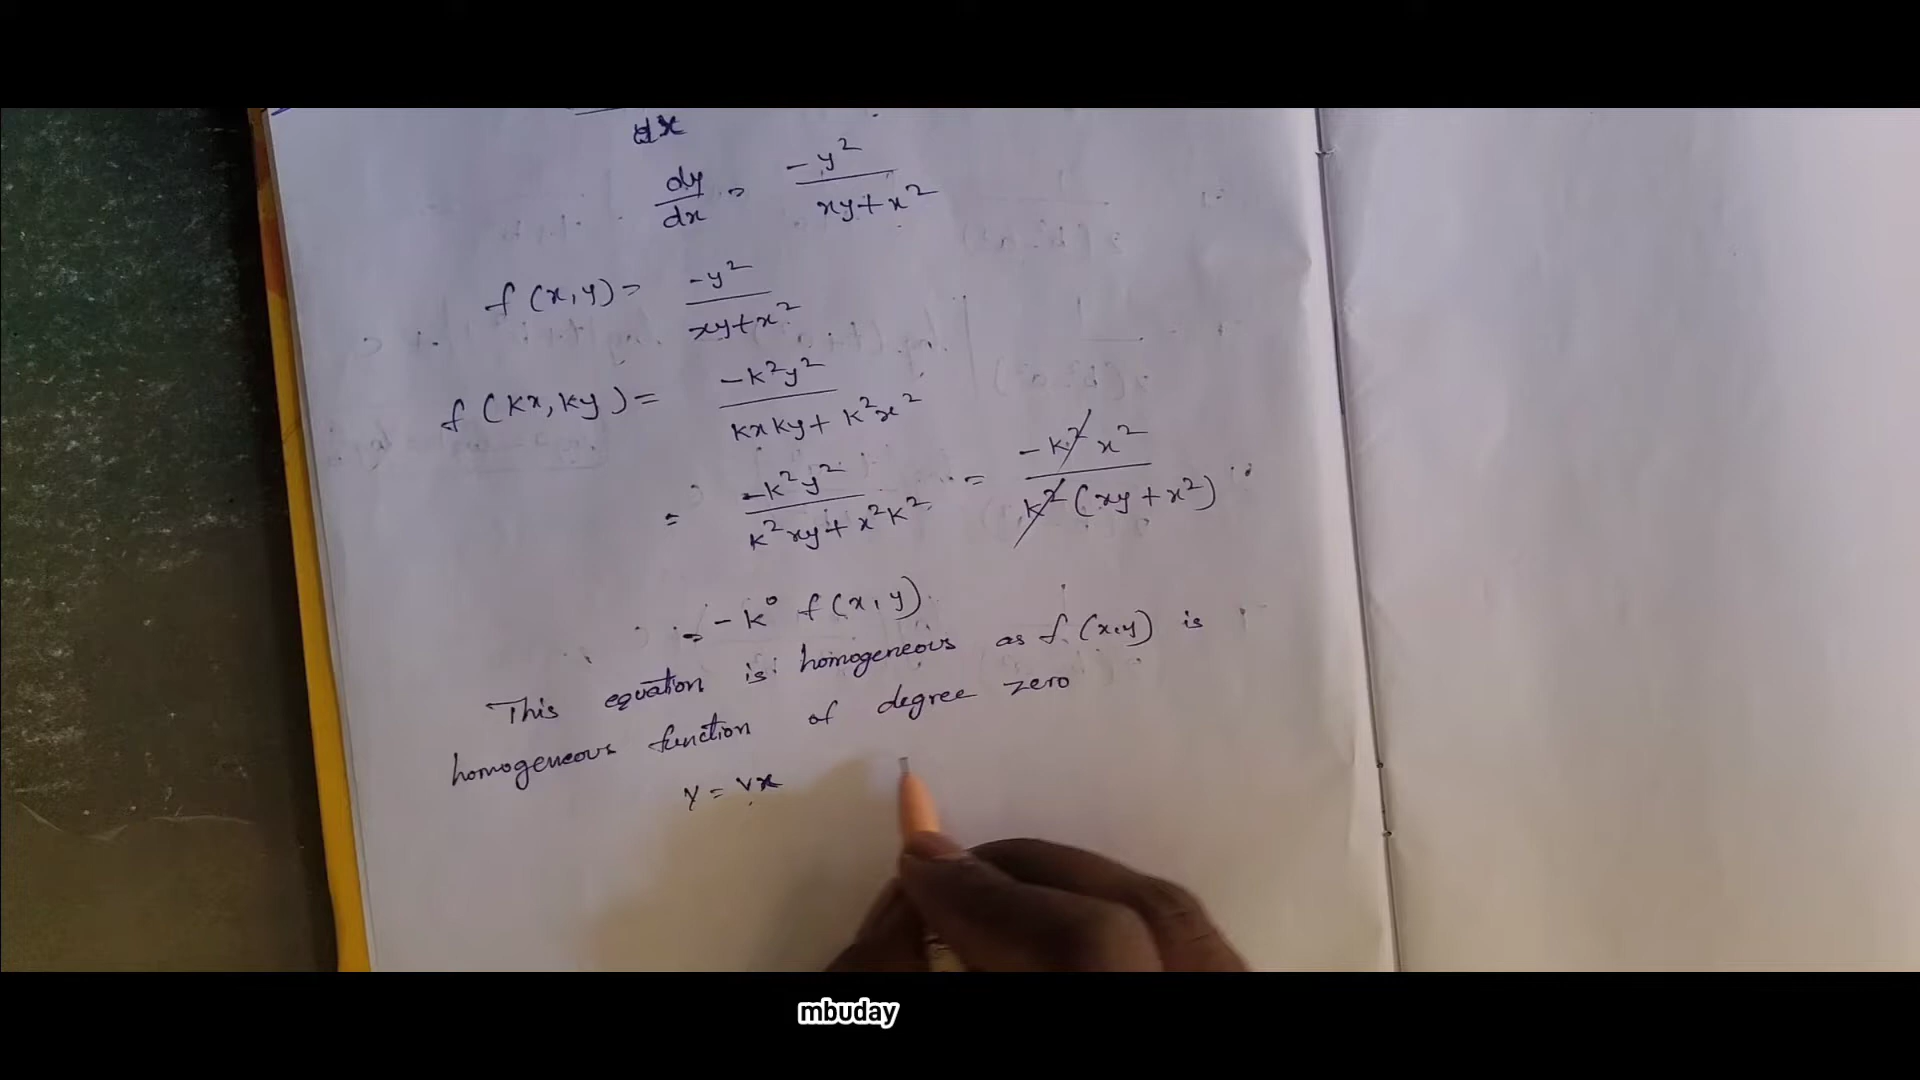 dx
dy/dx = -y²/(xy+x²)
f(x,y) = -y²/(xy+x²)
f(kx,ky) = -k²y²/(kxky+k²x²)
= -k²y²/(k²xy+x²k²) = -k²x²/(k²(xy+x²))
= -k⁰ f(x,y)
This equation is homogeneous as f(x,y) is
homogeneous function of degree zero
y = vx
mbuday